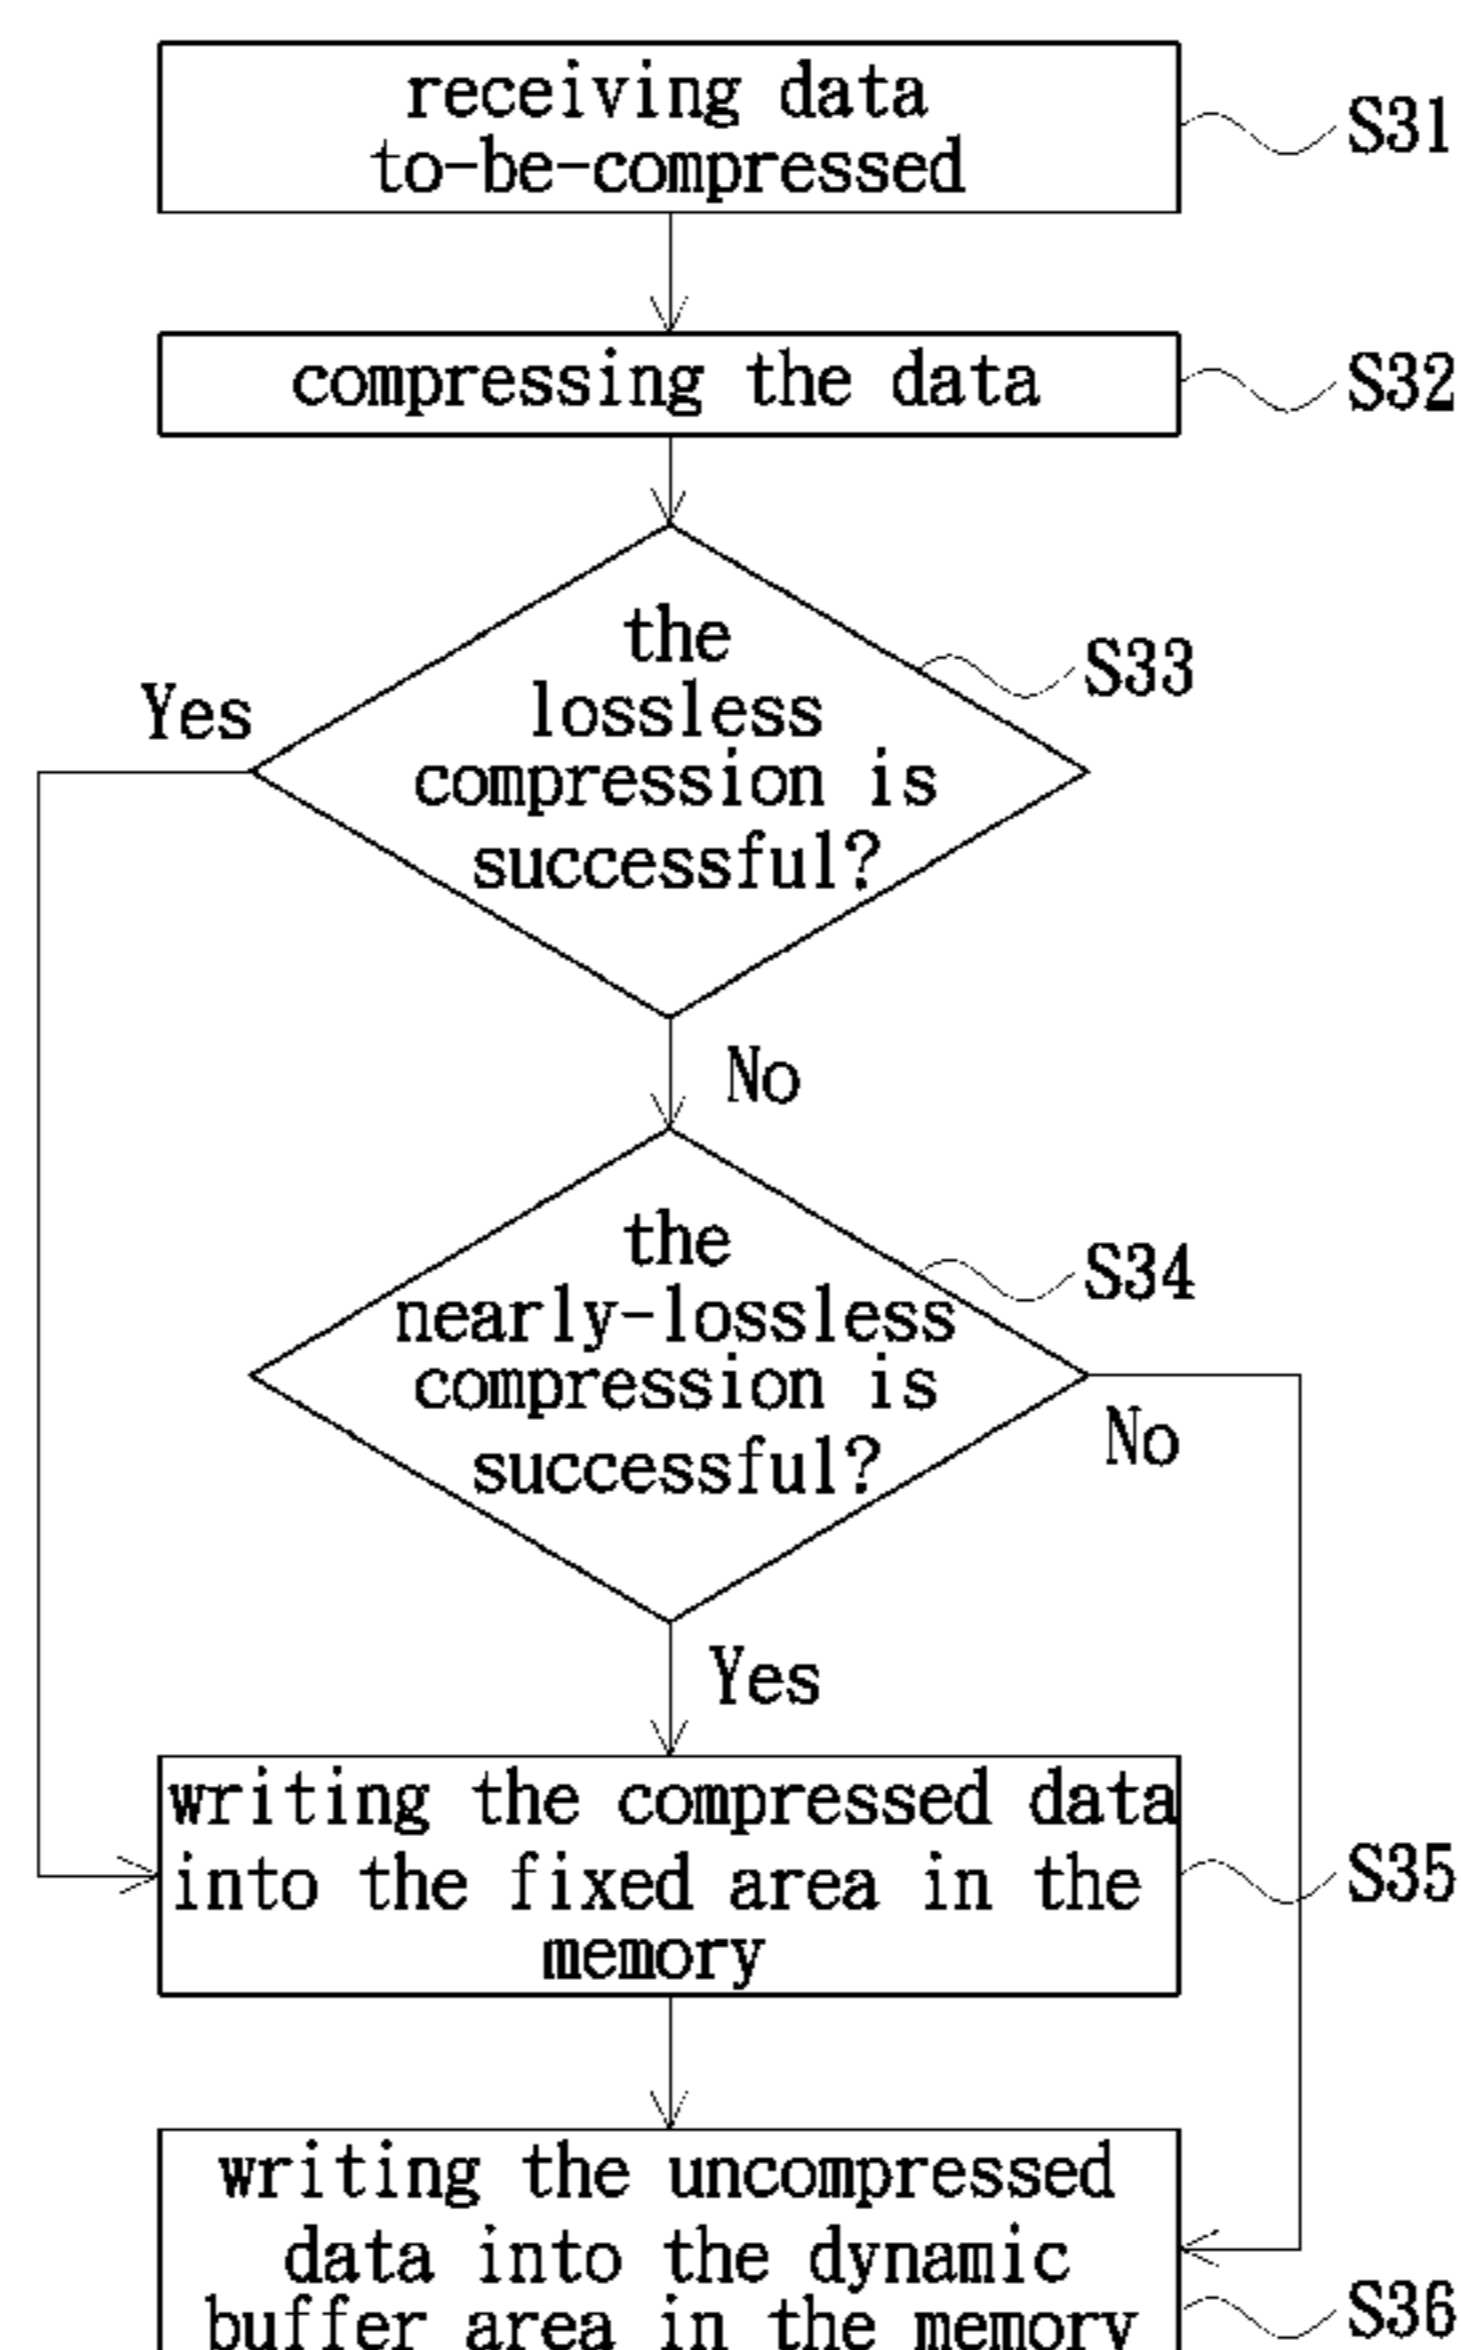 receiving data
to-be-compressed
S31
compressing the data
S32
the
lossless
compression is
successful?
S33
Yes
No
the
nearly-lossless
compression is
successful?
S34
No
Yes
writing the compressed data
into the fixed area in the
memory
S35
writing the uncompressed
data into the dynamic
buffer area in the memory
S36